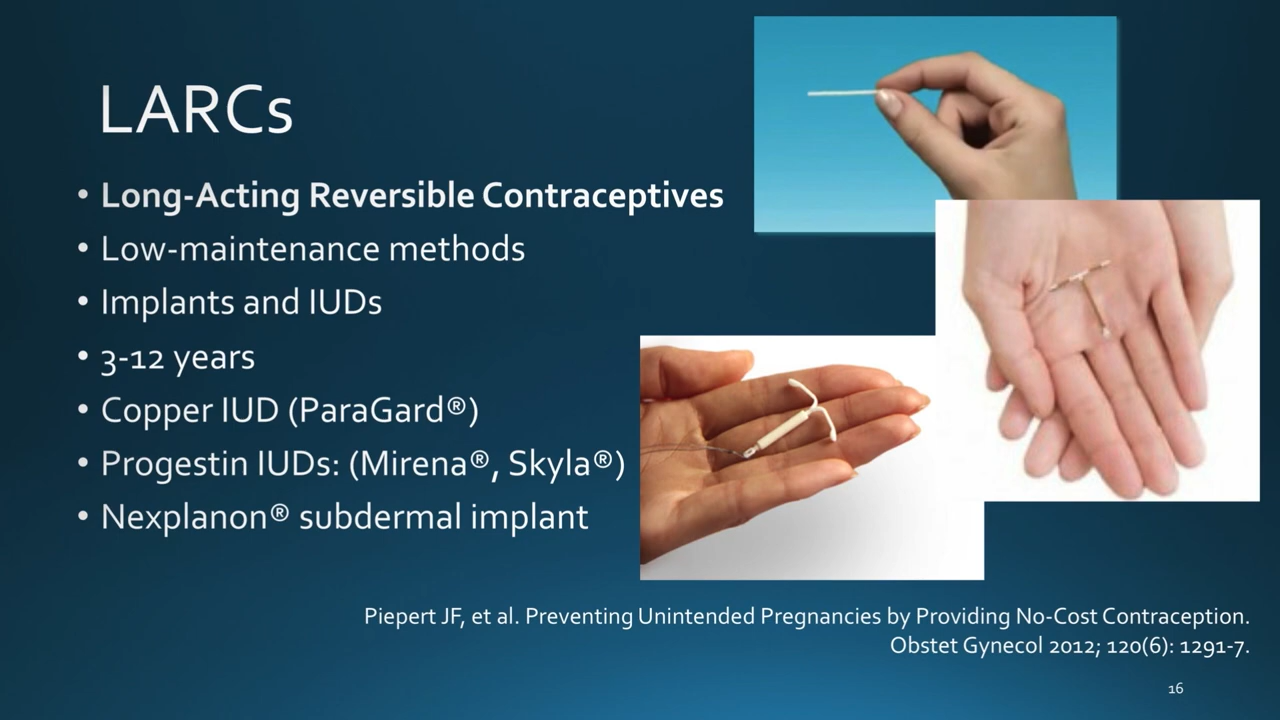 LARCs
• Long-Acting Reversible Contraceptives
• Low-maintenance methods
• Implants and IUDs
• 3-12 years
• Copper IUD (ParaGard®)
• Progestin IUDs: (Mirena®, Skyla®)
• Nexplanon® subdermal implant
Piepert JF, et al. Preventing Unintended Pregnancies by Providing No-Cost Contraception.
Obstet Gynecol 2012; 120(6): 1291-7.
16